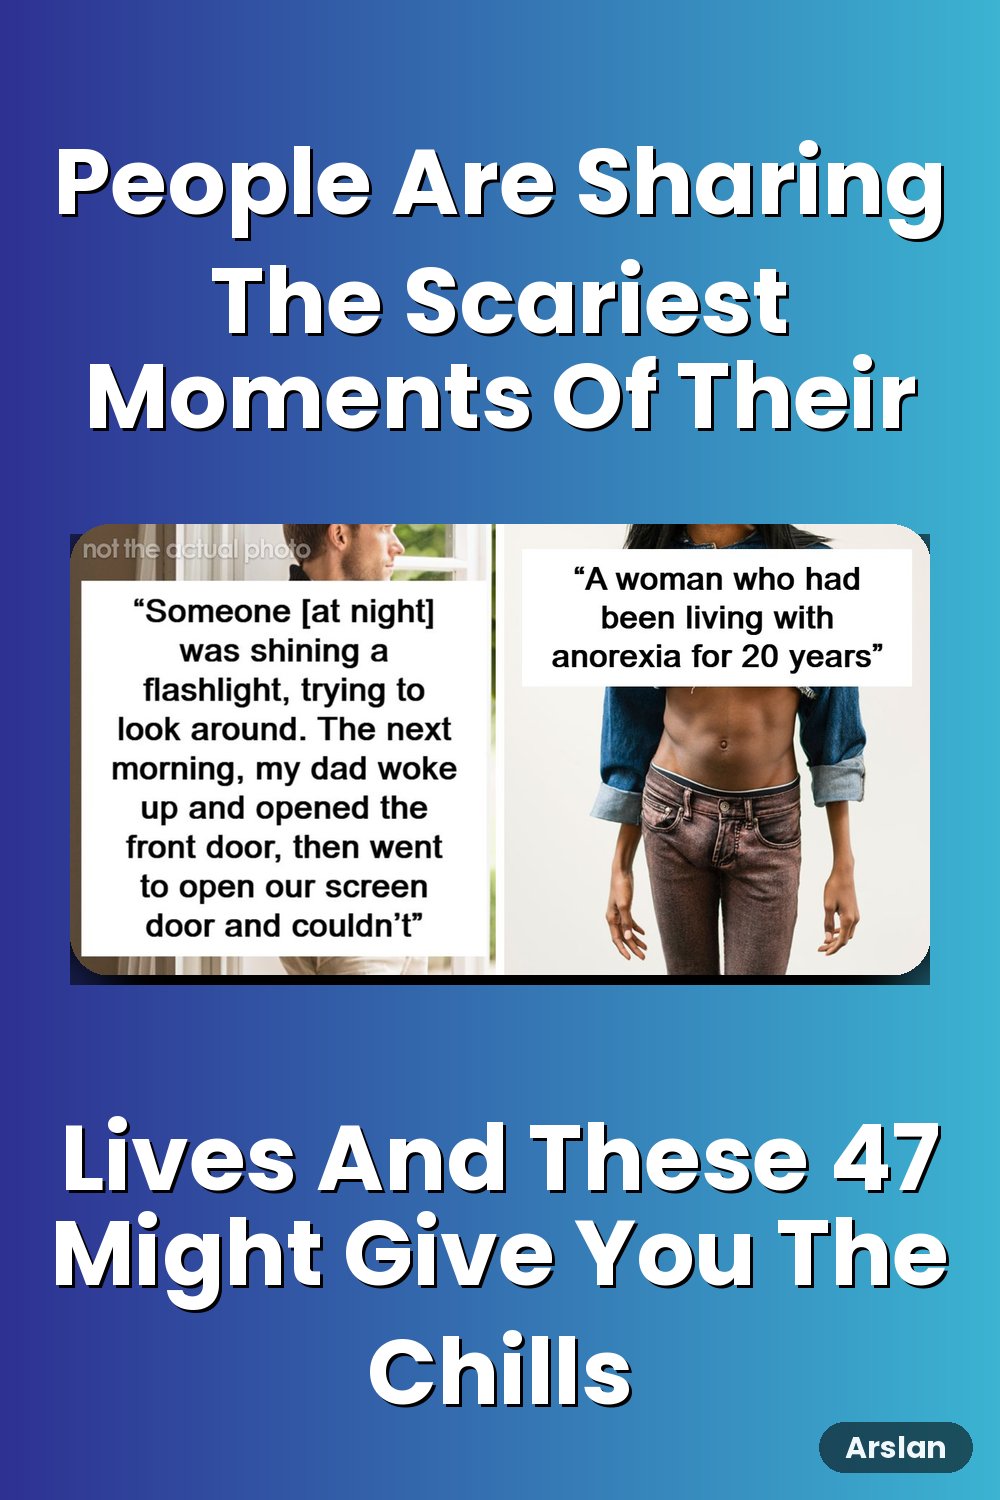 People Are Sharing
The Scariest
Moments Of Their
not the actual photo
“Someone [at night]
was shining a
flashlight, trying to
look around. The next
morning, my dad woke
up and opened the
front door, then went
to open our screen
door and couldn’t”
“A woman who had
been living with
anorexia for 20 years”
Lives And These 47
Might Give You The
Chills
Arslan